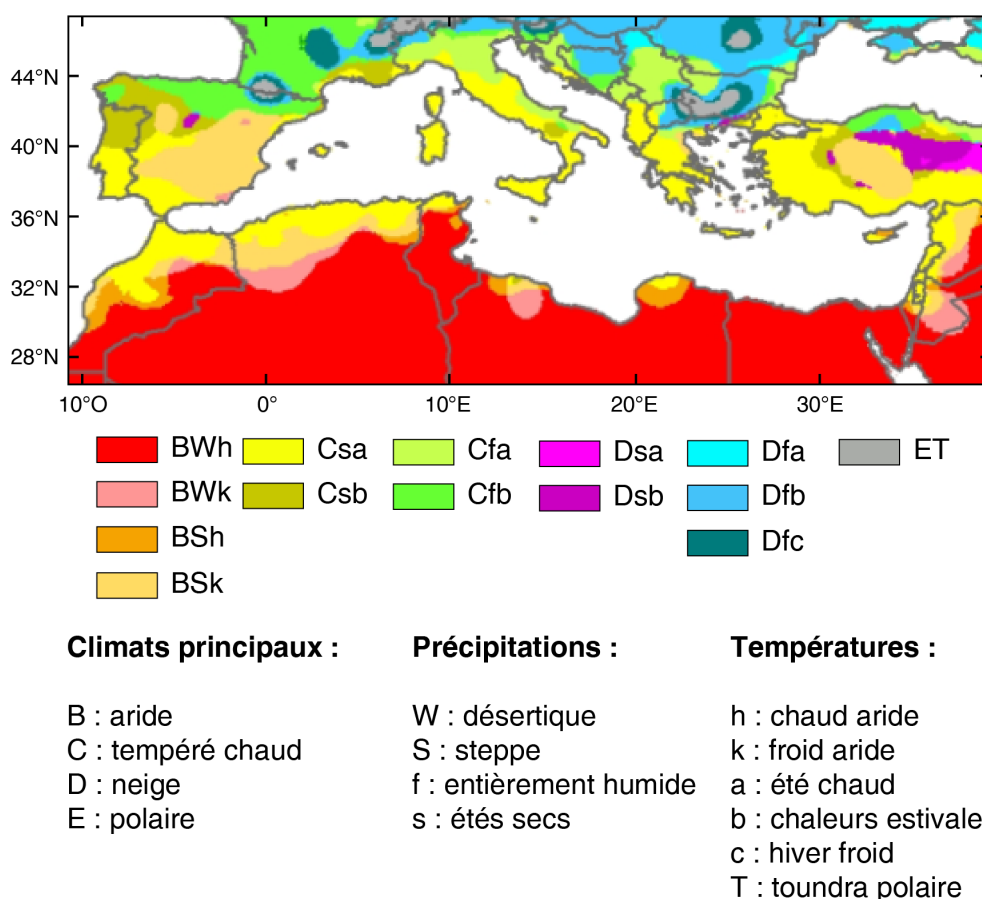 44°N
40°N
36°N
32°N
28°N
10°O 0° 10°E 20°E 30°E
BWh Csa Cfa Dsa Dfa ET
BWk Csb Cfb Dsb Dfb
BSh Dfc
BSk
Climats principaux : Précipitations : Températures :
B : aride W : désertique h : chaud aride
C : tempéré chaud S : steppe k : froid aride
D : neige f : entièrement humide a : été chaud
E : polaire s : étés secs b : chaleurs estivale
c : hiver froid
T : toundra polaire